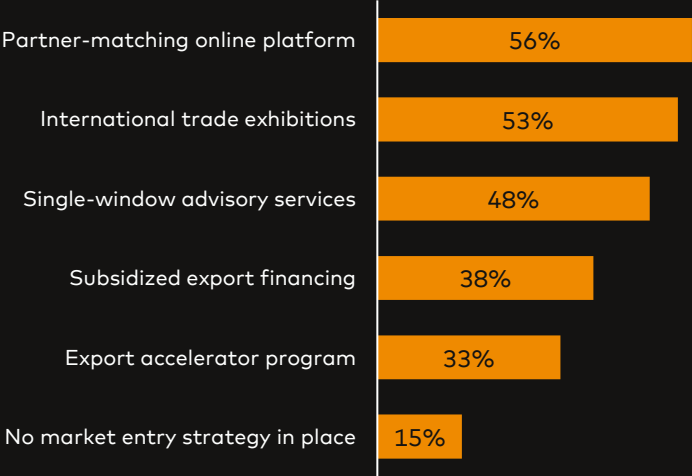 Partner-matching online platform 56%
International trade exhibitions 53%
Single-window advisory services 48%
Subsidized export financing 38%
Export accelerator program 33%
No market entry strategy in place 15%